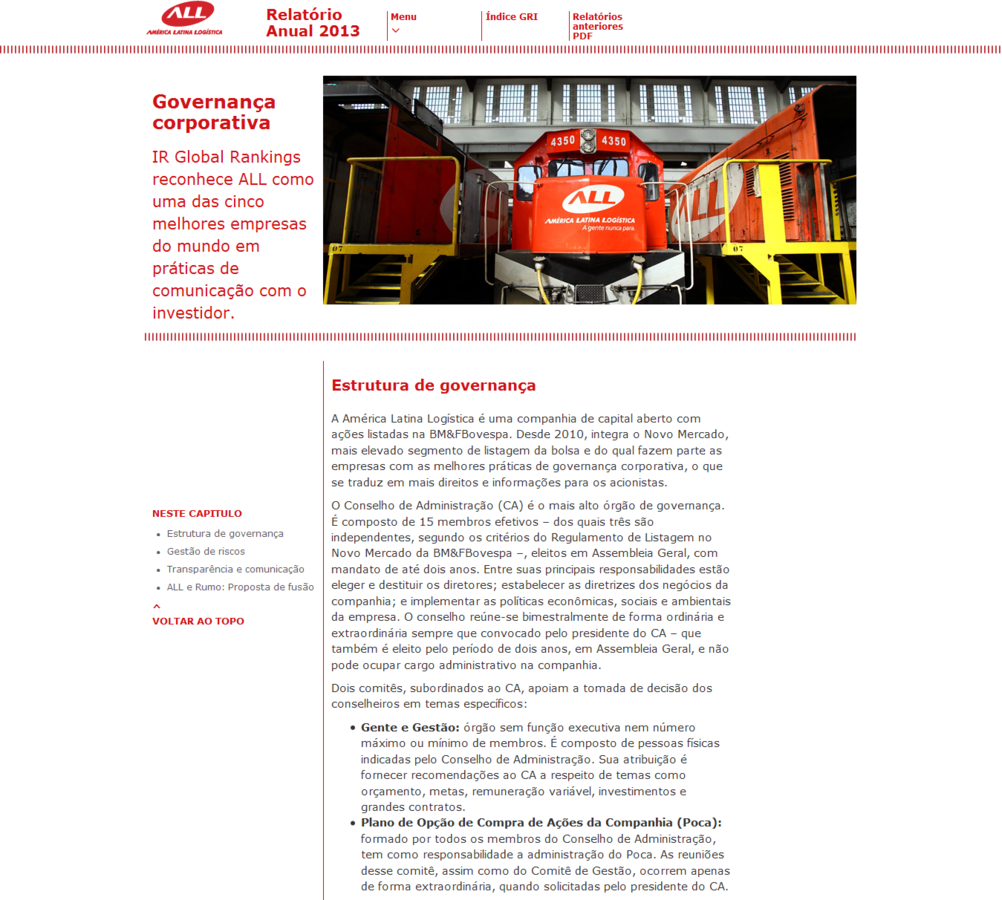 ALL
AMÉRICA LATINA LOGÍSTICA
Relatório
Anual 2013
Menu
Índice GRI
Relatórios
anteriores
PDF
Governança
corporativa
IR Global Rankings
reconhece ALL como
uma das cinco
melhores empresas
do mundo em
práticas de
comunicação com o
investidor.
4350 4350
ALL
AMÉRICA LATINA LOGÍSTICA
A gente nunca para.
ALL
07
07
Estrutura de governança
A América Latina Logística é uma companhia de capital aberto com
ações listadas na BM&FBovespa. Desde 2010, integra o Novo Mercado,
mais elevado segmento de listagem da bolsa e do qual fazem parte as
empresas com as melhores práticas de governança corporativa, o que
se traduz em mais direitos e informações para os acionistas.
O Conselho de Administração (CA) é o mais alto órgão de governança.
É composto de 15 membros efetivos – dos quais três são
independentes, segundo os critérios do Regulamento de Listagem no
Novo Mercado da BM&FBovespa –, eleitos em Assembleia Geral, com
mandato de até dois anos. Entre suas principais responsabilidades estão
eleger e destituir os diretores; estabelecer as diretrizes dos negócios da
companhia; e implementar as políticas econômicas, sociais e ambientais
da empresa. O conselho reúne-se bimestralmente de forma ordinária e
extraordinária sempre que convocado pelo presidente do CA – que
também é eleito pelo período de dois anos, em Assembleia Geral, e não
pode ocupar cargo administrativo na companhia.
Dois comitês, subordinados ao CA, apoiam a tomada de decisão dos
conselheiros em temas específicos:
• Gente e Gestão: órgão sem função executiva nem número
máximo ou mínimo de membros. É composto de pessoas físicas
indicadas pelo Conselho de Administração. Sua atribuição é
fornecer recomendações ao CA a respeito de temas como
orçamento, metas, remuneração variável, investimentos e
grandes contratos.
• Plano de Opção de Compra de Ações da Companhia (Poca):
formado por todos os membros do Conselho de Administração,
tem como responsabilidade a administração do Poca. As reuniões
desse comitê, assim como do Comitê de Gestão, ocorrem apenas
de forma extraordinária, quando solicitadas pelo presidente do CA.
NESTE CAPITULO
• Estrutura de governança
• Gestão de riscos
• Transparência e comunicação
• ALL e Rumo: Proposta de fusão
VOLTAR AO TOPO